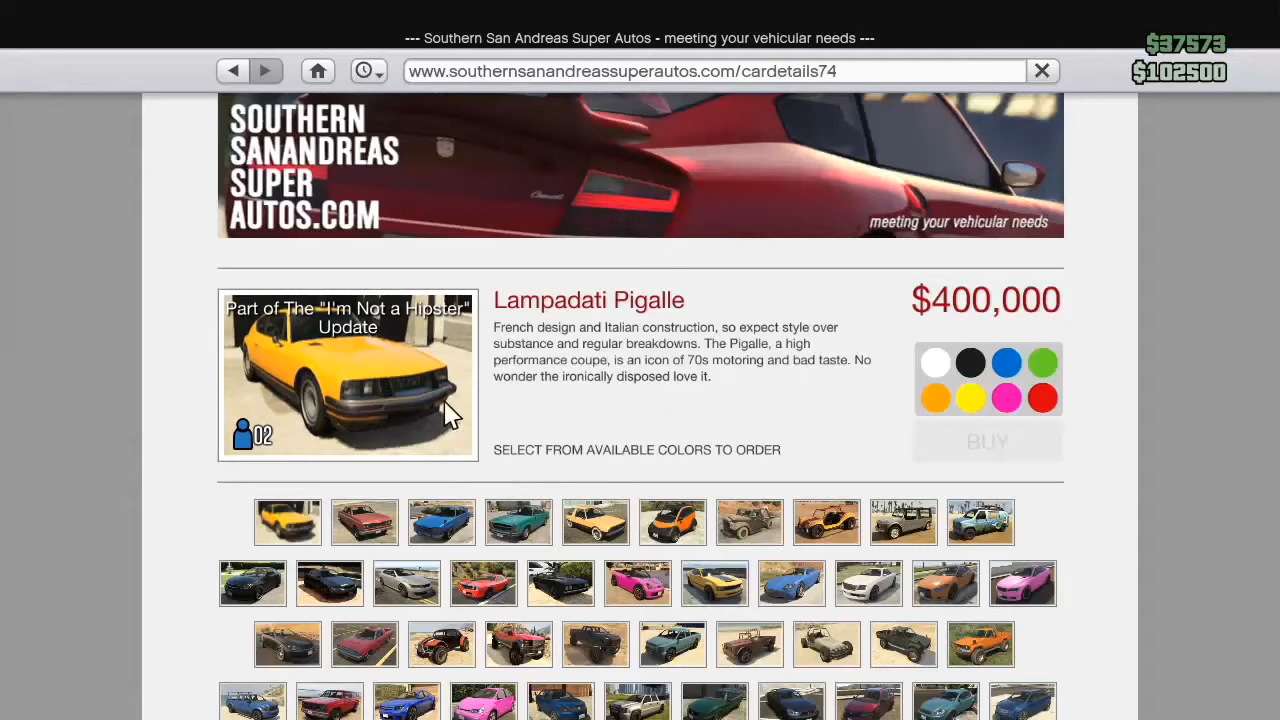 --- Southern San Andreas Super Autos - meeting your vehicular needs ---
$37573
www.southernsanandreassuperautos.com/cardetails74
$102500
SOUTHERN
SANANDREAS
SUPER
AUTOS.COM
meeting your vehicular needs
Part of The "I'm Not a Hipster"
Update
02
Lampadati Pigalle
French design and Italian construction, so expect style over
substance and regular breakdowns. The Pigalle, a high
performance coupe, is an icon of 70s motoring and bad taste. No
wonder the ironically disposed love it.
SELECT FROM AVAILABLE COLORS TO ORDER
$400,000
BUY